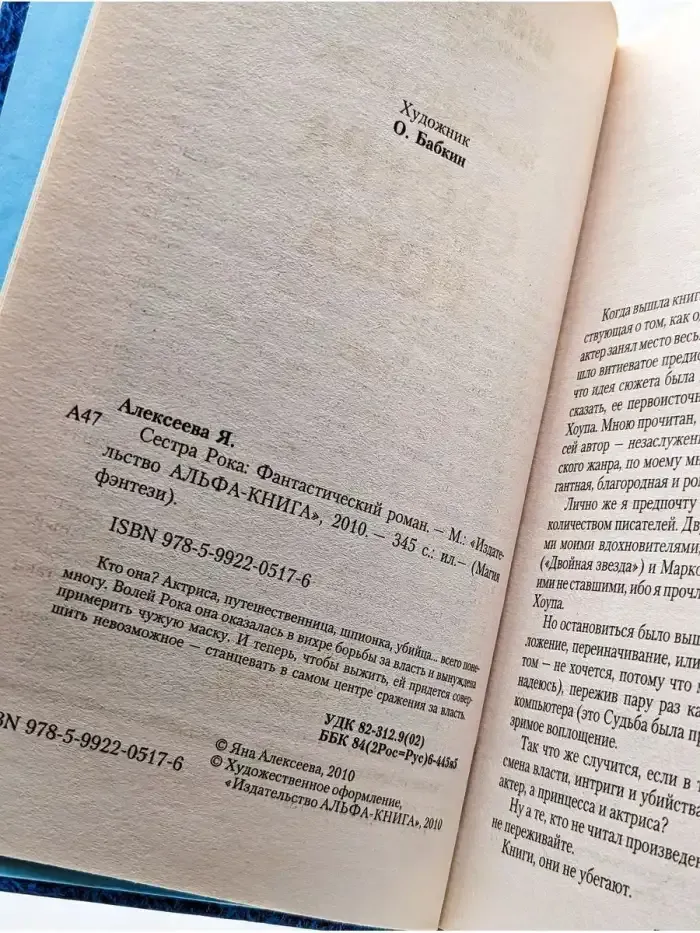 Художник
О. Бабкин
Алексеева Я.
А47
Сестра Рока: Фантастический роман. – М.: «Издате-
льство АЛЬФА-КНИГА», 2010. – 345 с.: ил.– (Магия
фэнтези).
ISBN 978-5-9922-0517-6
Кто она? Актриса, путешественница, шпионка, убийца... всего поне-
многу. Волей Рока она оказалась в вихре борьбы за власть и вынуждена
примерить чужую маску. И теперь, чтобы выжить, ей придется совер-
шить невозможное — станцевать в самом центре сражения за власть.
УДК 82-312.9(02)
ББК 84(2Рос=Рус)6-445я5
BN 978-5-9922-0517-6
© Яна Алексеева, 2010
© Художественное оформление,
«Издательство АЛЬФА-КНИГА», 2010
Когда вышла книг
ствующая о том, как о
актер занял место весь
шло витиеватое предис
что идея сюжета была
сказать, ее первоисточ
Хоупа. Мною прочитан,
сей автор – незаслужен
ского жанра, по моему мн
гантная, благородная и ро
Лично же я предпочту
количеством писателей. Дв
ми моими вдохновителями,
(«Двойная звезда») и Марко
ими не ставшими, ибо я прочл
Хоупа.
Но остановиться было выш
ложение, переиначивание, или
том – не хочется, потому что
надеюсь), пережив пару раз ка
компьютера (это Судьба была пр
зримое воплощение.
Так что же случится, если в т
смена власти, интриги и убийства
актер, а принцесса и актриса?
Ну а те, кто не читал произведен
не переживайте.
Книги, они не убегают.